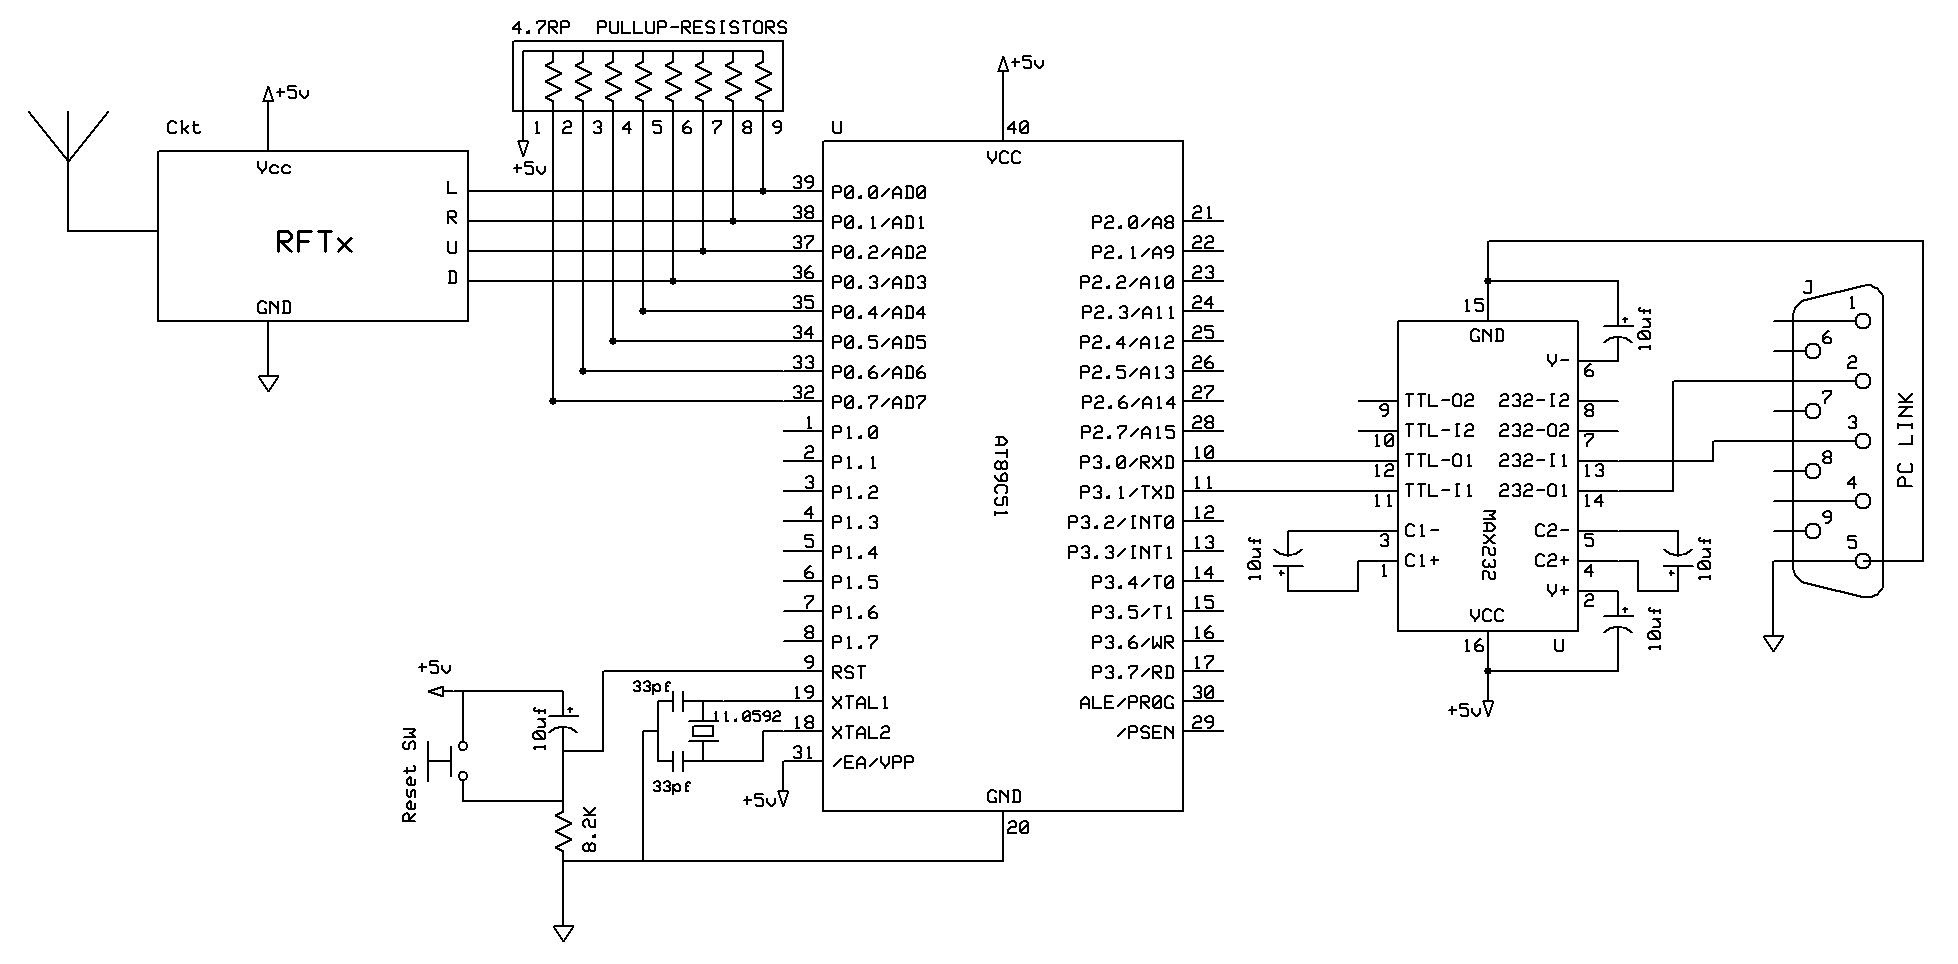 4.7RP PULLUP-RESISTORS
1 2 3 4 5 6 7 8 9
+5v
+5v
Ckt
Vcc
RFTx
L
R
U
D
GND
+5v
40
U
VCC
39 P0.0/AD0
38 P0.1/AD1
37 P0.2/AD2
36 P0.3/AD3
35 P0.4/AD4
34 P0.5/AD5
33 P0.6/AD6
32 P0.7/AD7
1 P1.0
2 P1.1
3 P1.2
4 P1.3
5 P1.4
6 P1.5
7 P1.6
8 P1.7
9 RST
19 XTAL1
18 XTAL2
31 /EA/VPP
AT89C51
P2.0/A8 21
P2.1/A9 22
P2.2/A10 23
P2.3/A11 24
P2.4/A12 25
P2.5/A13 26
P2.6/A14 27
P2.7/A15 28
P3.0/RXD 10
P3.1/TXD 11
P3.2/INT0 12
P3.3/INT1 13
P3.4/T0 14
P3.5/T1 15
P3.6/WR 16
P3.7/RD 17
ALE/PR0G 30
/PSEN 29
GND
20
+5v
Reset SW
10uf
8.2K
33pf
11.0592
33pf
+5v
15
GND
V-
6
10uf
9 TTL-O2
10 TTL-I2
12 TTL-O1
11 TTL-I1
3 C1-
1 C1+
10uf
232-I2 8
232-O2 7
232-I1 13
232-O1 14
C2- 5
C2+ 4
V+ 2
10uf
10uf
MAX232
VCC
16
U
+5v
J
1
6
2
7
3
8
4
9
5
PC LINK